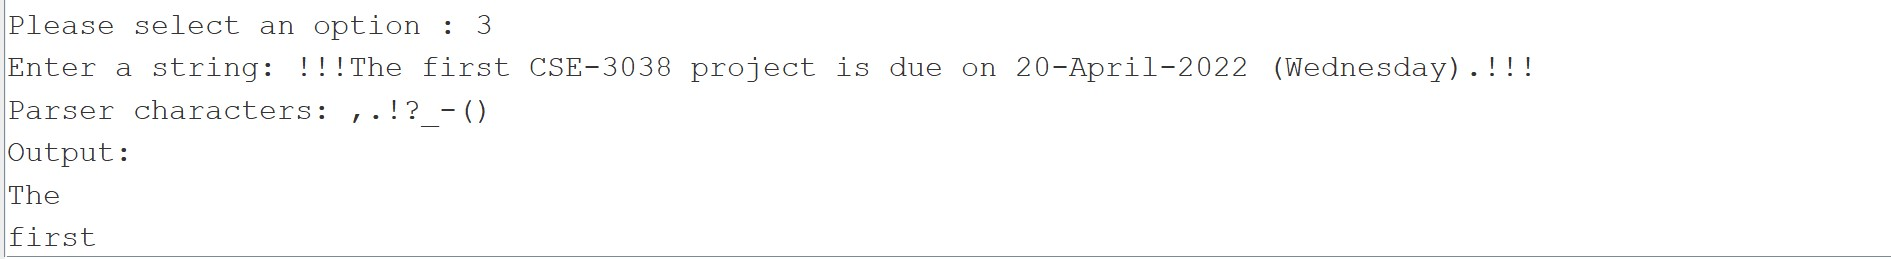 Please select an option : 3
Enter a string: !!!The first CSE-3038 project is due on 20-April-2022 (Wednesday).!!!
Parser characters: ,.!?_-()
Output:
The
first